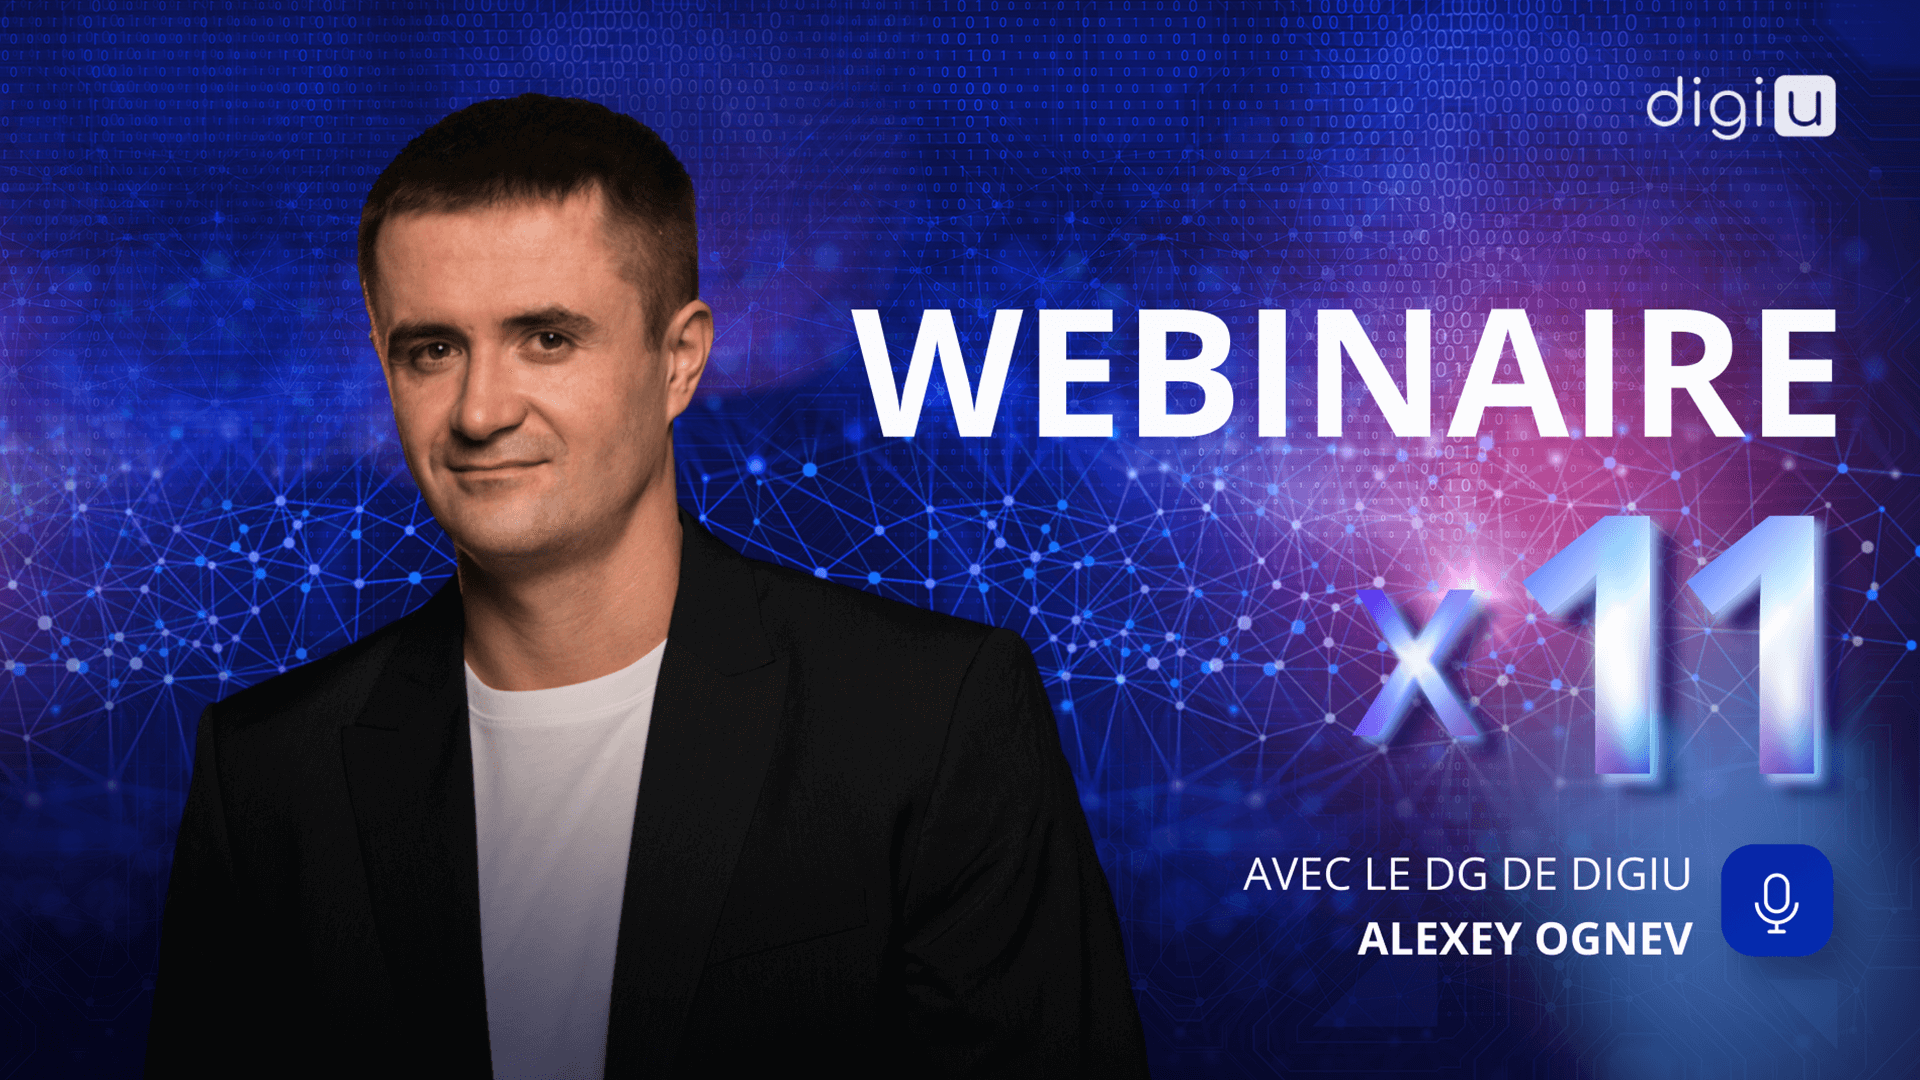 digiu
WEBINAIRE
x11
AVEC LE DG DE DIGIU
ALEXEY OGNEV